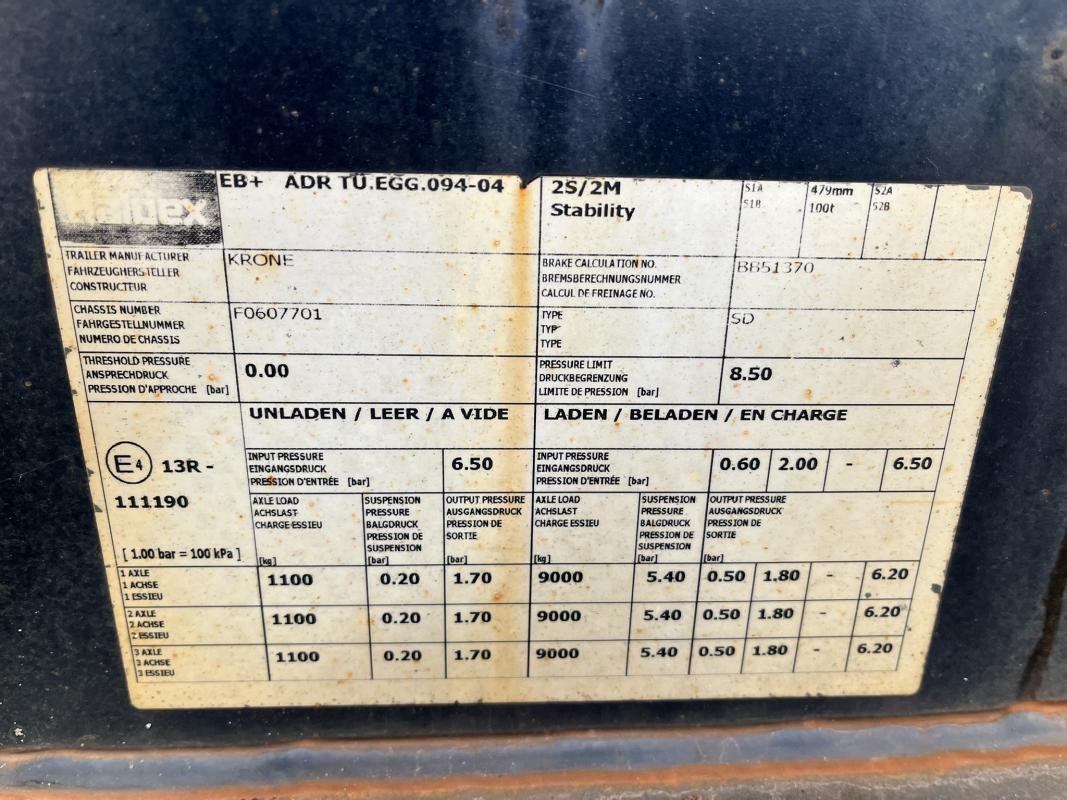 Haldex
EB+ ADR TÜ.EGG.094-04
2S/2M
Stability
S1A
S1B
479mm
100t
S2A
S2B
TRAILER MANUFACTURER
FAHRZEUGHERSTELLER
CONSTRUCTEUR
KRONE
BRAKE CALCULATION NO.
BREMSBERECHNUNGSNUMMER
CALCUL DE FREINAGE NO.
B851370
CHASSIS NUMBER
FAHRGESTELLNUMMER
NUMERO DE CHASSIS
F0607701
TYPE
TYP
TYPE
SD
THRESHOLD PRESSURE
ANSPRECHDRUCK
PRESSION D'APPROCHE [bar]
0.00
PRESSURE LIMIT
DRUCKBEGRENZUNG
LIMITE DE PRESSION [bar]
8.50
UNLADEN / LEER / A VIDE
LADEN / BELADEN / EN CHARGE
E4 13R -
111190
[ 1.00 bar = 100 kPa ]
INPUT PRESSURE
EINGANGSDRUCK
PRESSION D'ENTRÉE [bar]
6.50
INPUT PRESSURE
EINGANGSDRUCK
PRESSION D'ENTRÉE [bar]
0.60 2.00 - 6.50
AXLE LOAD
ACHSLAST
CHARGE ESSIEU
[kg]
SUSPENSION
PRESSURE
BALGDRUCK
PRESSION DE
SUSPENSION
[bar]
OUTPUT PRESSURE
AUSGANGSDRUCK
PRESSION DE
SORTIE
[bar]
AXLE LOAD
ACHSLAST
CHARGE ESSIEU
[kg]
SUSPENSION
PRESSURE
BALGDRUCK
PRESSION DE
SUSPENSION
[bar]
OUTPUT PRESSURE
AUSGANGSDRUCK
PRESSION DE
SORTIE
[bar]
1 AXLE
1 ACHSE
1 ESSIEU
1100 0.20 1.70 9000 5.40 0.50 1.80 - 6.20
2 AXLE
2 ACHSE
2 ESSIEU
1100 0.20 1.70 9000 5.40 0.50 1.80 - 6.20
3 AXLE
3 ACHSE
3 ESSIEU
1100 0.20 1.70 9000 5.40 0.50 1.80 - 6.20